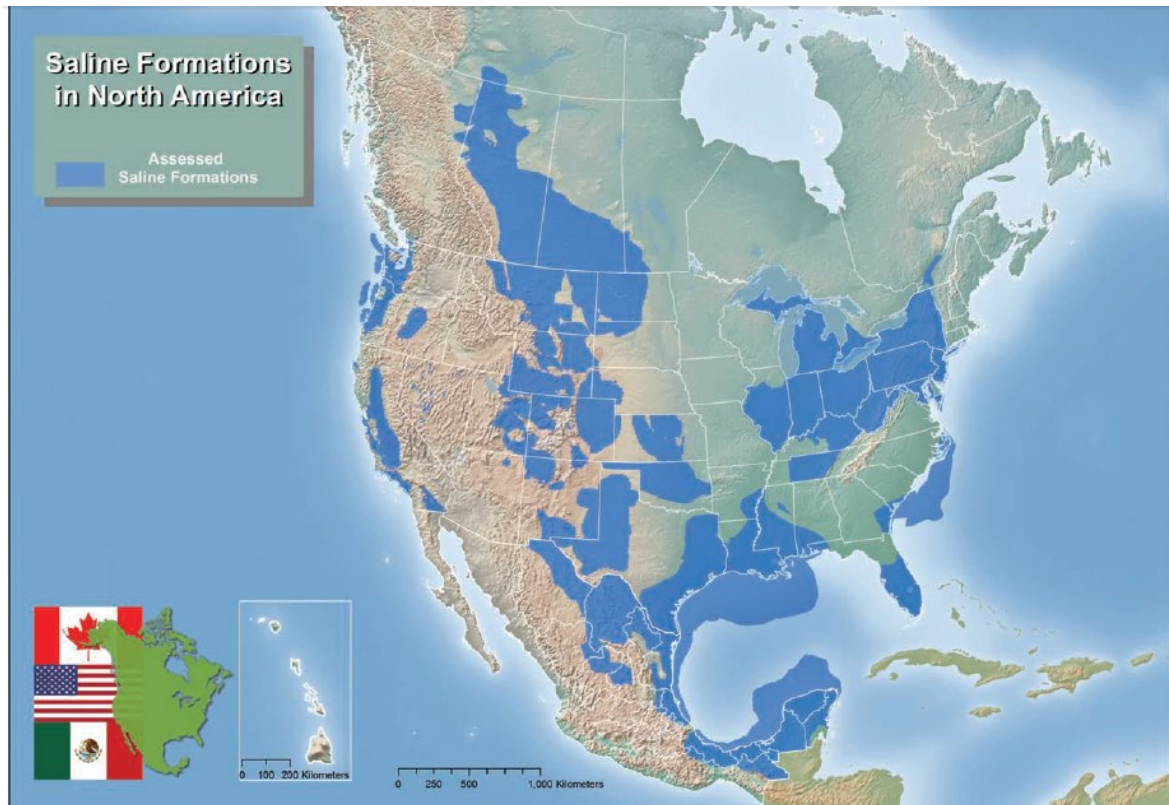 Saline Formations
in North America
Assessed
Saline Formations
0 100 200 Kilometers
0 250 500 1,000 Kilometers